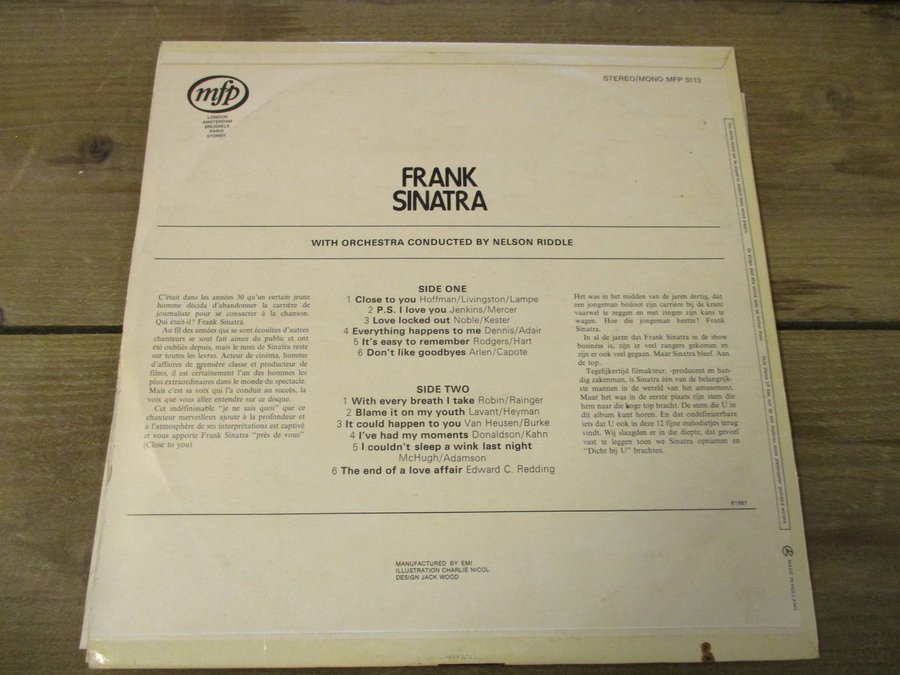 mfp
LONDON
AMSTERDAM
BRUSSELS
PARIS
SYDNEY
STEREO/MONO MFP 5113
FRANK
SINATRA
WITH ORCHESTRA CONDUCTED BY NELSON RIDDLE
C'était dans les années 30 qu'un certain jeune
homme décida d'abandonner la carrière de
journaliste pour se consacrer à la chanson.
Qui était-il? Frank Sinatra.
Au fil des années qui se sont écoulées d'autres
chanteurs se sont fait aimer du public et ont
été oubliés depuis, mais le nom de Sinatra reste
sur toutes les levres. Acteur de cinéma, homme
d'affaires de première classe et producteur de
films, il est certainement l'un des hommes les
plus extraordinaires dans le monde du spectacle.
Mais c'est sa voix qui l'a conduit au succès, la
voix que vous allez entendre sur ce disque.
Cet indéfinissable "je ne sais quoi" que ce
chanteur merveilleux ajoute à la profondeur et
à l'atmosphère de ses interprétations est captivé
et vous apporte Frank Sinatra "près de vous"
(Close to you)
SIDE ONE
1 Close to you Hoffman/Livingston/Lampe
2 P.S. I love you Jenkins/Mercer
3 Love locked out Noble/Kester
4 Everything happens to me Dennis/Adair
5 It's easy to remember Rodgers/Hart
6 Don't like goodbyes Arlen/Capote
SIDE TWO
1 With every breath I take Robin/Rainger
2 Blame it on my youth Lavant/Heyman
3 It could happen to you Van Heusen/Burke
4 I've had my moments Donaldson/Kahn
5 I couldn't sleep a wink last night
McHugh/Adamson
6 The end of a love affair Edward C. Redding
Het was in het midden van de jaren dertig, dat
een jongeman besloot zijn carrière bij de krant
vaarwel te zeggen en met zingen zijn kans te
wagen. Hoe die jongeman heette? Frank
Sinatra.
In al de jaren dat Frank Sinatra in de show
business is, zijn er veel zangers gekomen en
zijn er ook veel gegaan. Maar Sinatra bleef. Aan
de top.
Tegelijkertijd filmakteur, -producent en han-
dig zakenman, is Sinatra één van de belangrijk-
ste mannen in de wereld van het amusement.
Maar het was in de eerste plaats zijn stem die
hem naar die hoge top bracht. De stem die U in
dit album kunt horen. En dat ondefinieerbare
iets dat U ook in deze 12 fijne melodietjes terug
vindt. Wij slaagden er in die diepte, dat gevoel
vast te leggen toen we Sinatra opnamen en
"Dicht bij U" brachten.
℗1967
MANUFACTURED BY EMI
ILLUSTRATION CHARLIE NICOL
DESIGN JACK WOOD
MADE IN HOLLAND